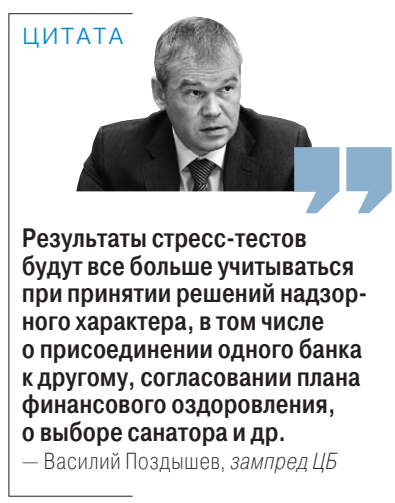 ЦИТАТА
Результаты стресс-тестов
будут все больше учитываться
при принятии решений надзор-
ного характера, в том числе
о присоединении одного банка
к другому, согласовании плана
финансового оздоровления,
о выборе санатора и др.
— Василий Поздышев, зампред ЦБ